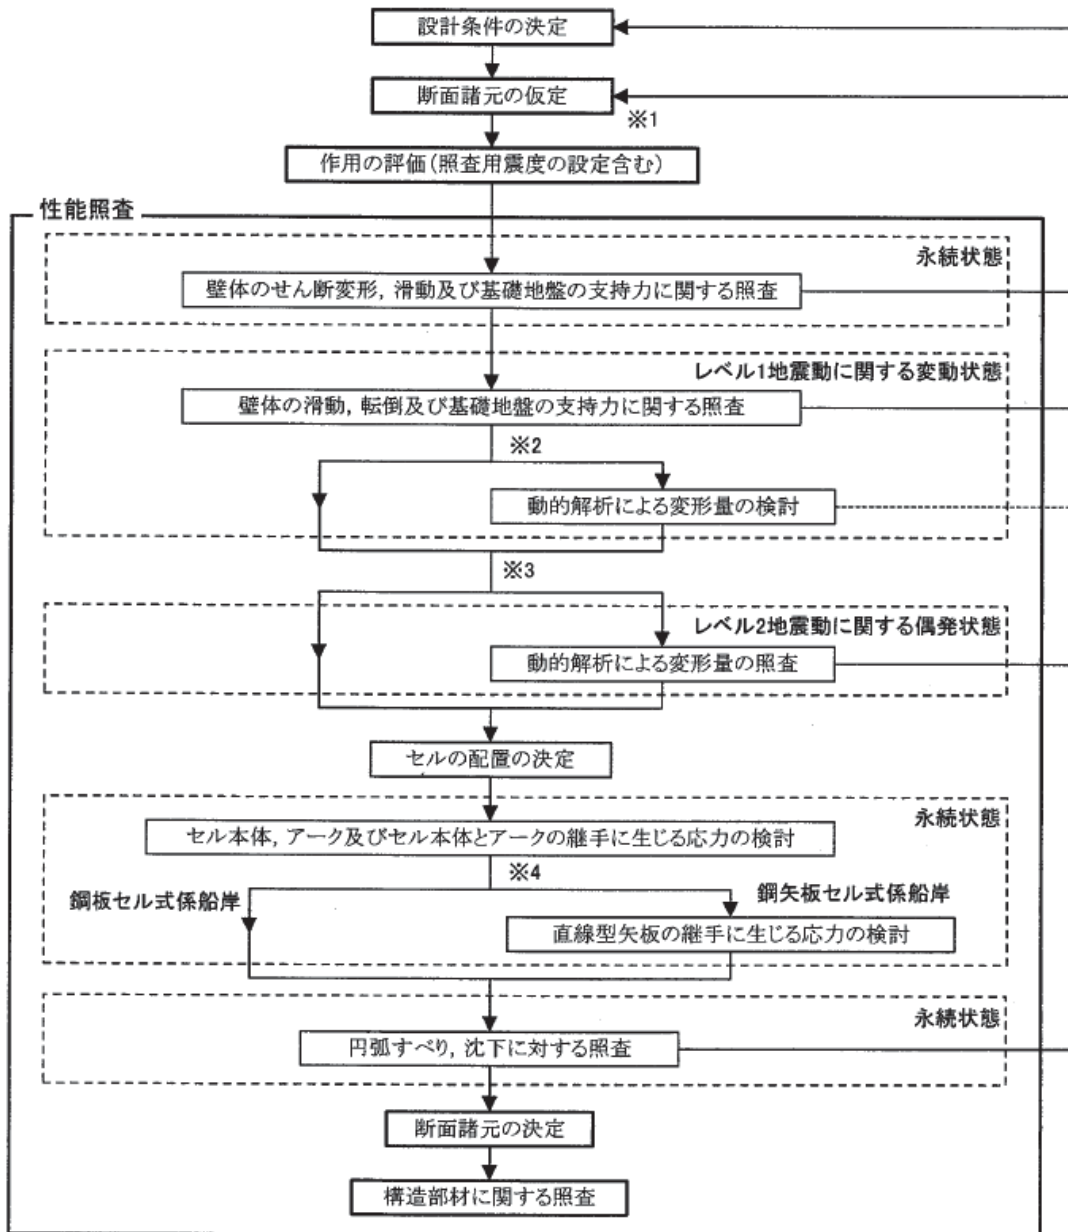 設計条件の決定
断面諸元の仮定
※1
作用の評価(照査用震度の設定含む)
性能照査
永続状態
壁体のせん断変形, 滑動及び基礎地盤の支持力に関する照査
レベル1地震動に関する変動状態
壁体の滑動, 転倒及び基礎地盤の支持力に関する照査
※2
動的解析による変形量の検討
※3
レベル2地震動に関する偶発状態
動的解析による変形量の照査
セルの配置の決定
永続状態
セル本体, アーク及びセル本体とアークの継手に生じる応力の検討
※4
鋼板セル式係船岸
鋼矢板セル式係船岸
直線型矢板の継手に生じる応力の検討
永続状態
円弧すべり, 沈下に対する照査
断面諸元の決定
構造部材に関する照査